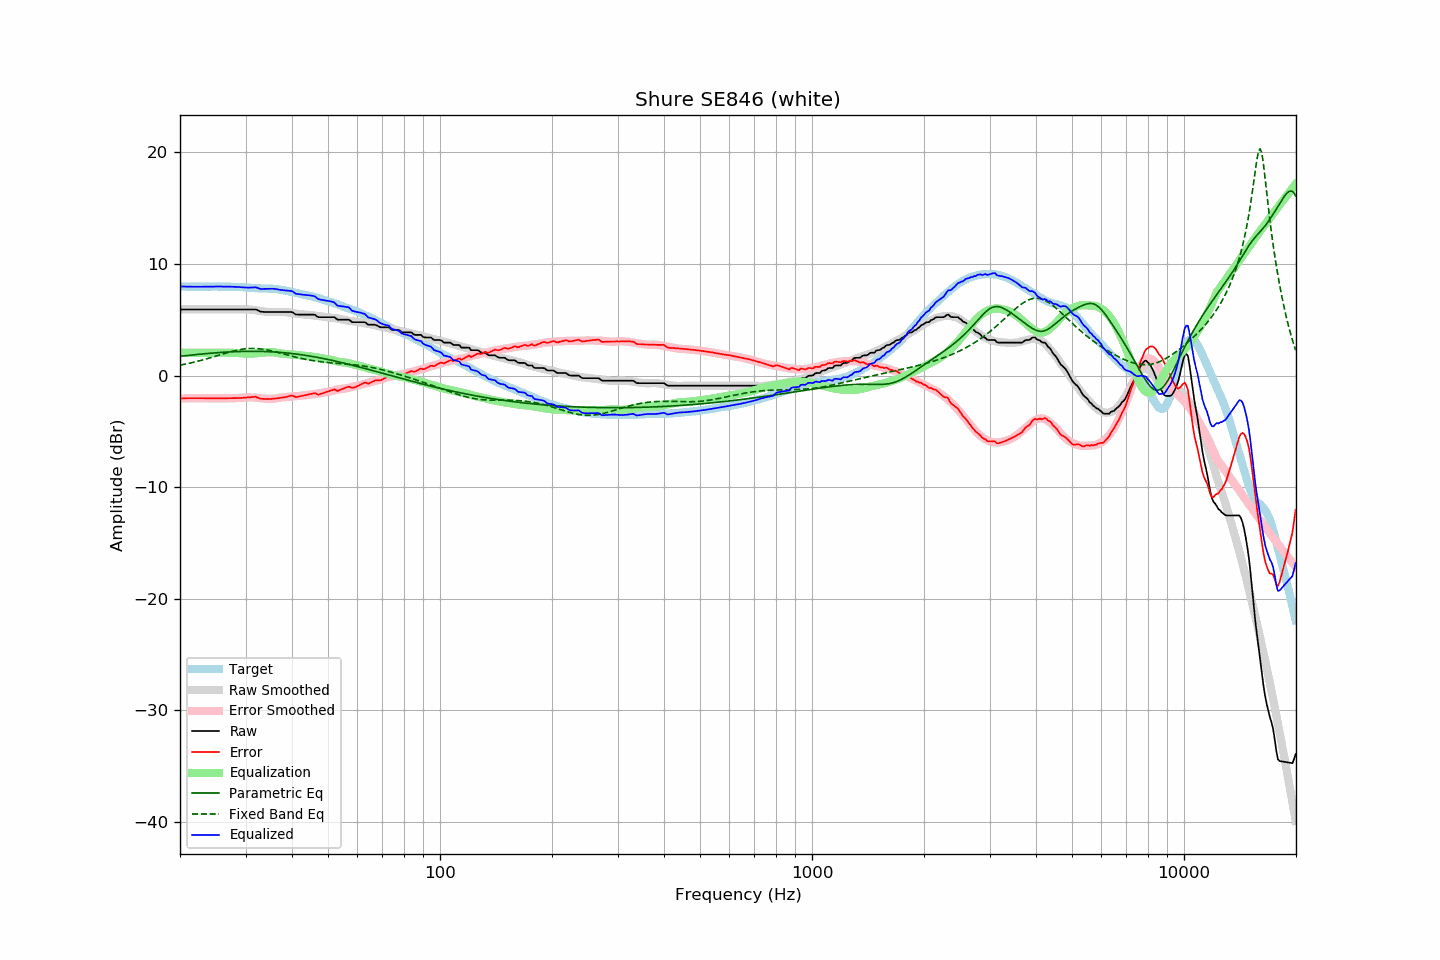 Shure SE846 (white)
20
10
0
−10
−20
−30
−40
Amplitude (dBr)
Target
Raw Smoothed
Error Smoothed
Raw
Error
Equalization
Parametric Eq
Fixed Band Eq
Equalized
100
1000
10000
Frequency (Hz)